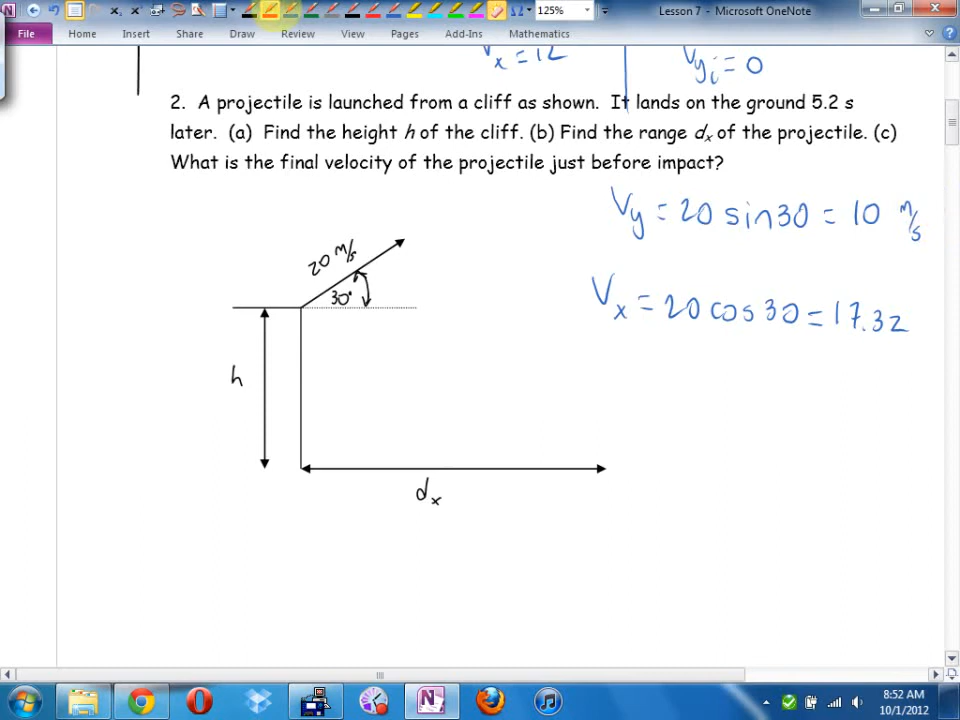 125%
Lesson 7 - Microsoft OneNote
File Home Insert Share Draw Review View Pages Add-Ins Mathematics
Vx = 12
Vyi = 0
2. A projectile is launched from a cliff as shown. It lands on the ground 5.2 s
later. (a) Find the height h of the cliff. (b) Find the range dx of the projectile. (c)
What is the final velocity of the projectile just before impact?
Vy = 20 sin 30 = 10 m/s
20 m/s
30°
Vx = 20 cos 30 = 17.32
h
dx
8:52 AM
10/1/2012